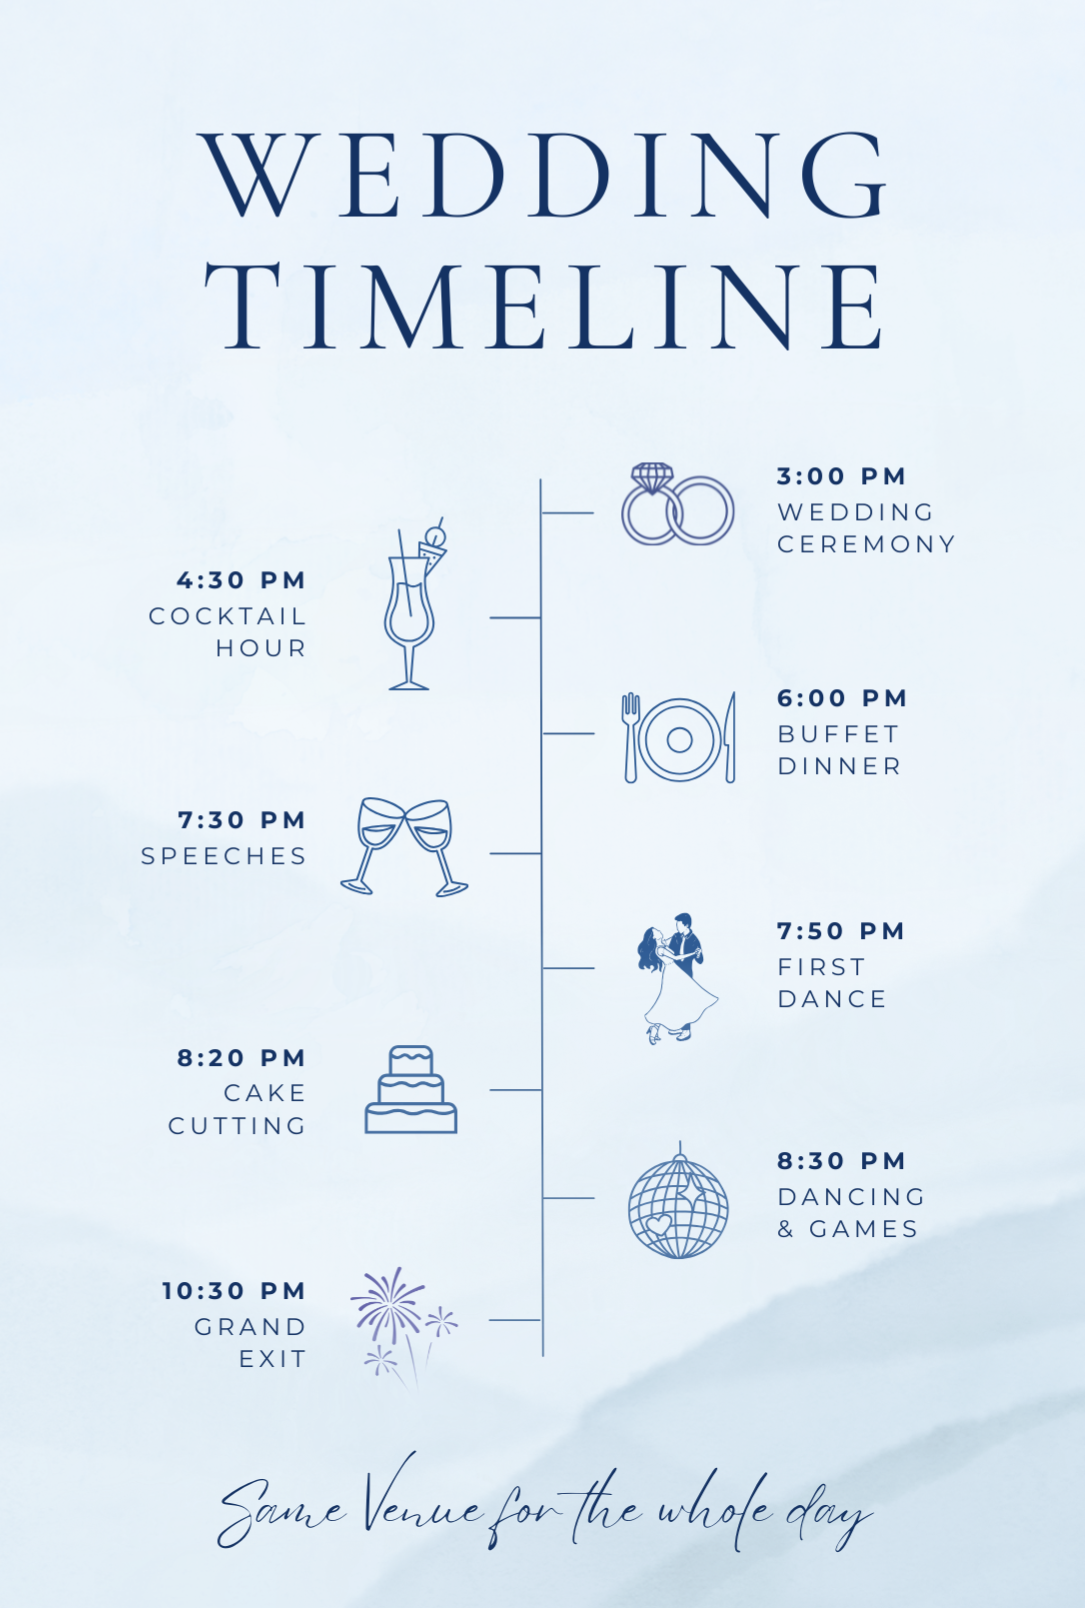 WEDDING
TIMELINE
3:00 PM
WEDDING
CEREMONY
4:30 PM
COCKTAIL
HOUR
6:00 PM
BUFFET
DINNER
7:30 PM
SPEECHES
7:50 PM
FIRST
DANCE
8:20 PM
CAKE
CUTTING
8:30 PM
DANCING
& GAMES
10:30 PM
GRAND
EXIT
Same Venue for the whole day